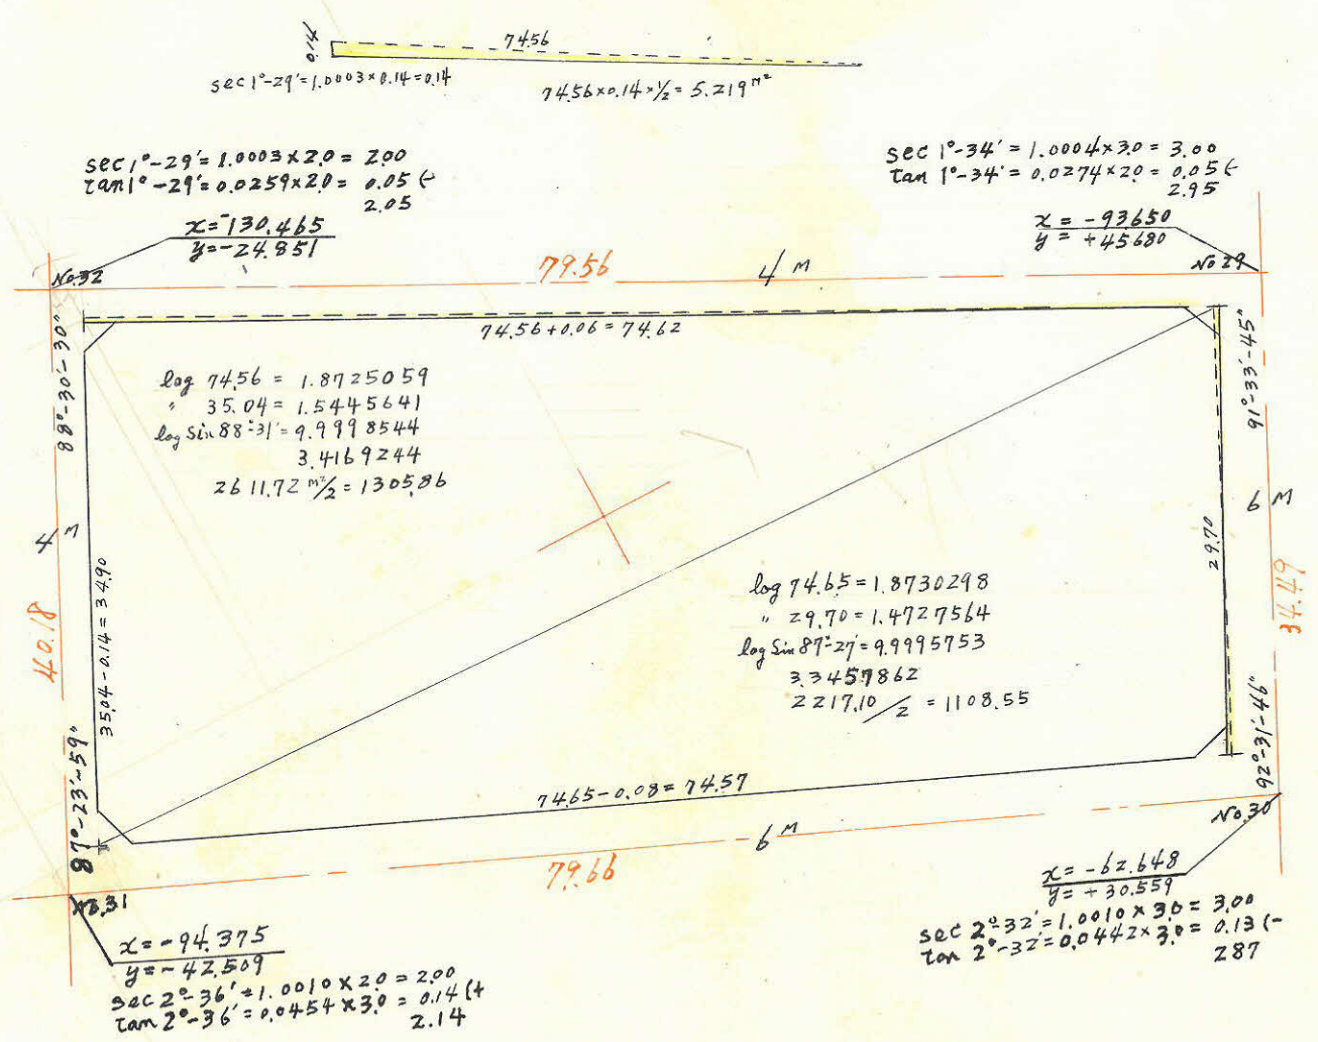 0.14
74.56
sec 1°-29'=1.0003×0.14=0.14
74.56×0.14×1/2= 5.219 M²
sec 1°-29'= 1.0003×2.0= 2.00
tan 1°-29'= 0.0259×2.0= 0.05 (-
2.05
x=-130.465
y=-24.851
sec 1°-34'= 1.0004×3.0= 3.00
tan 1°-34'= 0.0274×2.0= 0.05 (-
2.95
x = -93650
y = +45680
No.32
79.56
4 M
No 29
74.56+0.06= 74.62
88°-30'-30"
91°-33'-45"
log 74.56 = 1.8725059
" 35.04= 1.5445641
log Sin 88°-31'= 9.9998544
3.4169244
2611.72 M²/2 = 1305.86
4 M
6 M
40.18
35.04-0.14=34.90
29.70
34.49
log 74.65=1.8730298
" 29.70=1.4727564
log Sin 87°-27'=9.9995753
3.3457862
2217.10/2 = 1108.55
87°-23'-59"
92°-31'-46"
74.65-0.08= 74.57
6 M
79.66
No.30
No.31
x= -62.648
y= +30.559
sec 2°-32'=1.0010×3.0= 3.00
tan 2°-32'=0.0442×3.0= 0.13 (-
287
x=-94.375
y=-42.509
sec 2°-36'=1.0010×2.0=2.00
tan 2°-36'=0.0454×3.0= 0.14 (+
2.14